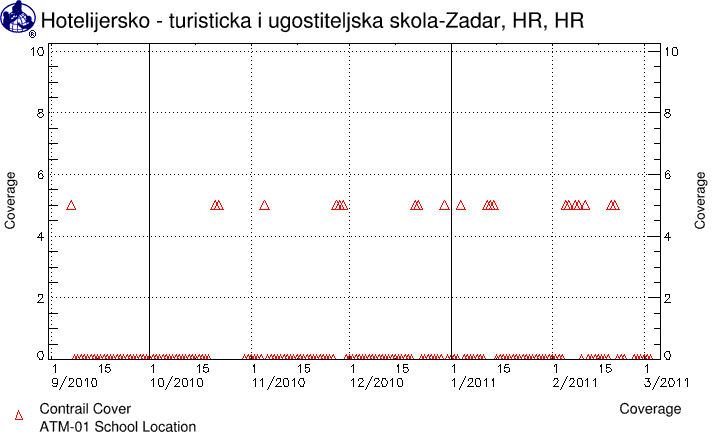 Hotelijersko - turisticka i ugostiteljska skola-Zadar, HR, HR
®
10 10
8 8
6 6
Coverage Coverage
4 4
2 2
0 0
1 15 1 15 1 15 1 15 1 15 1 15 1
9/2010 10/2010 11/2010 12/2010 1/2011 2/2011 3/2011
Contrail Cover Coverage
ATM-01 School Location